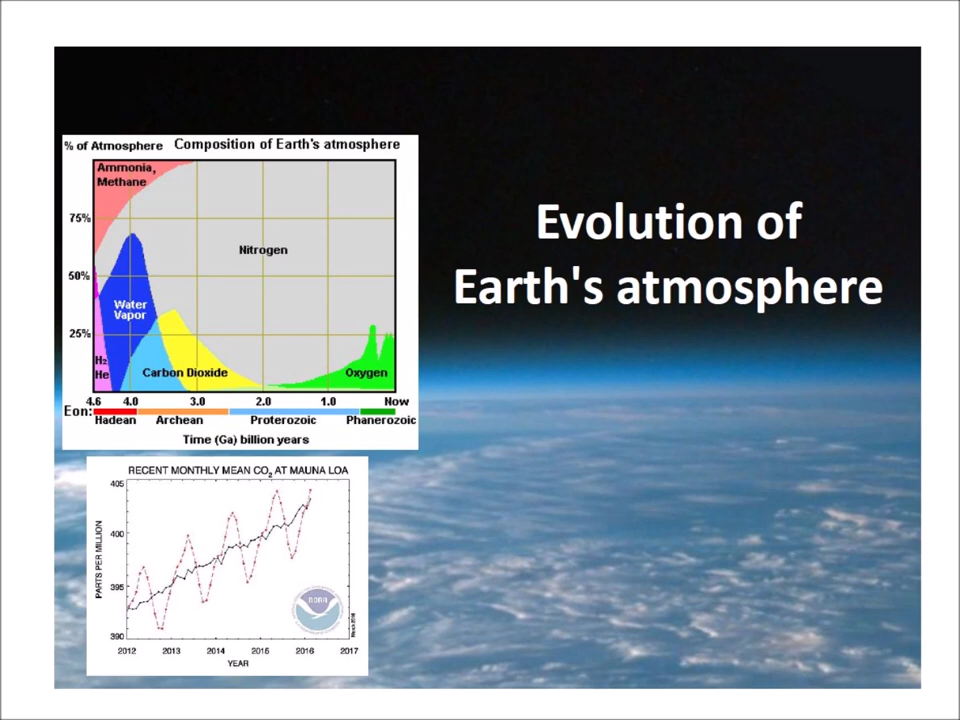 % of Atmosphere Composition of Earth's atmosphere
Ammonia,
Methane
75%
Nitrogen
50%
Water
Vapor
25%
H₂
He
Carbon Dioxide
Oxygen
4.6 4.0 3.0 2.0 1.0 Now
Eon:
Hadean Archean Proterozoic Phanerozoic
Time (Ga) billion years
Evolution of
Earth's atmosphere
RECENT MONTHLY MEAN CO₂ AT MAUNA LOA
405
400
395
390
PARTS PER MILLION
NOAA
2012 2013 2014 2015 2016 2017
YEAR